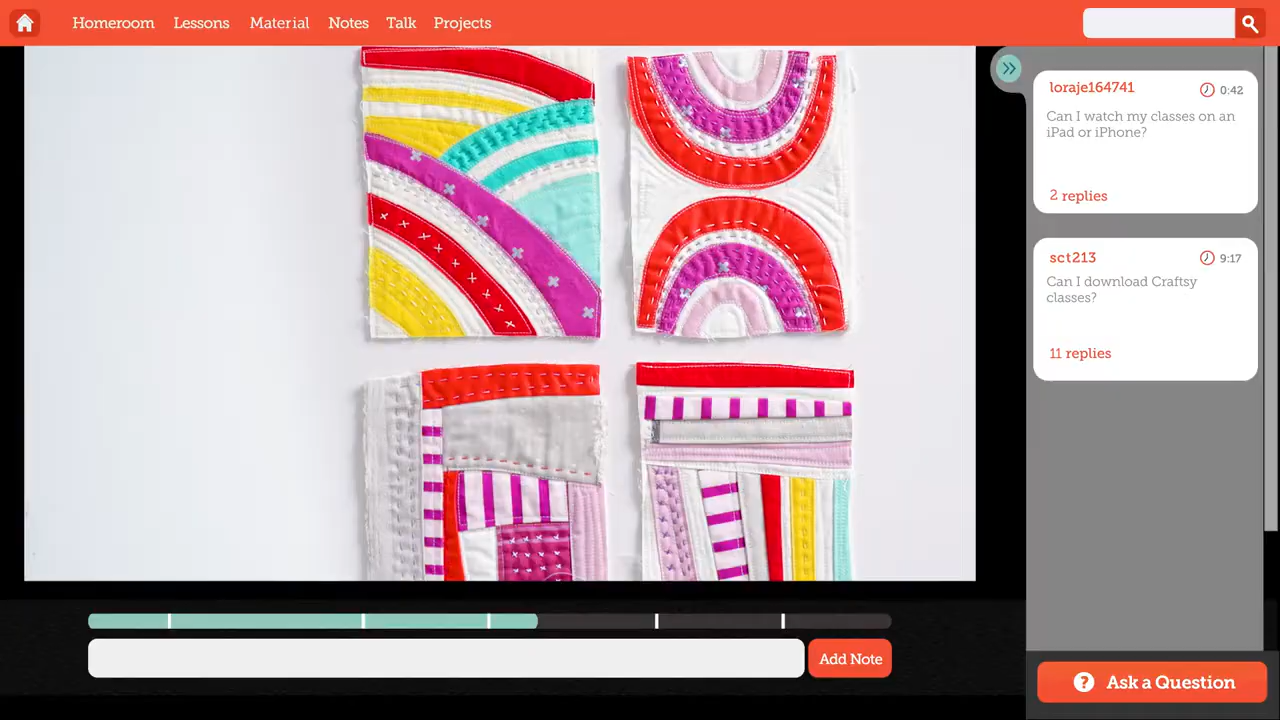 Homeroom Lessons Material Notes Talk Projects
loraje164741 0:42
Can I watch my classes on an
iPad or iPhone?
2 replies
sct213 9:17
Can I download Craftsy
classes?
11 replies
Add Note
? Ask a Question